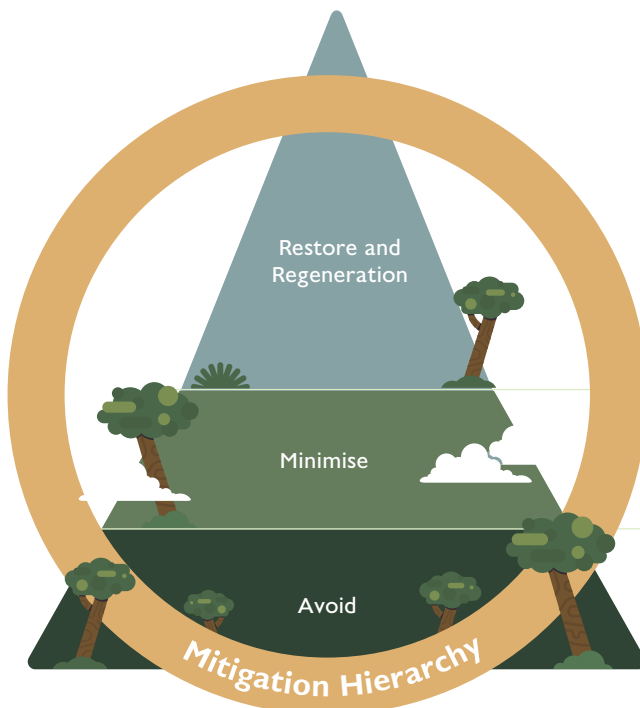 Restore and
Regeneration
Minimise
Avoid
Mitigation Hierarchy